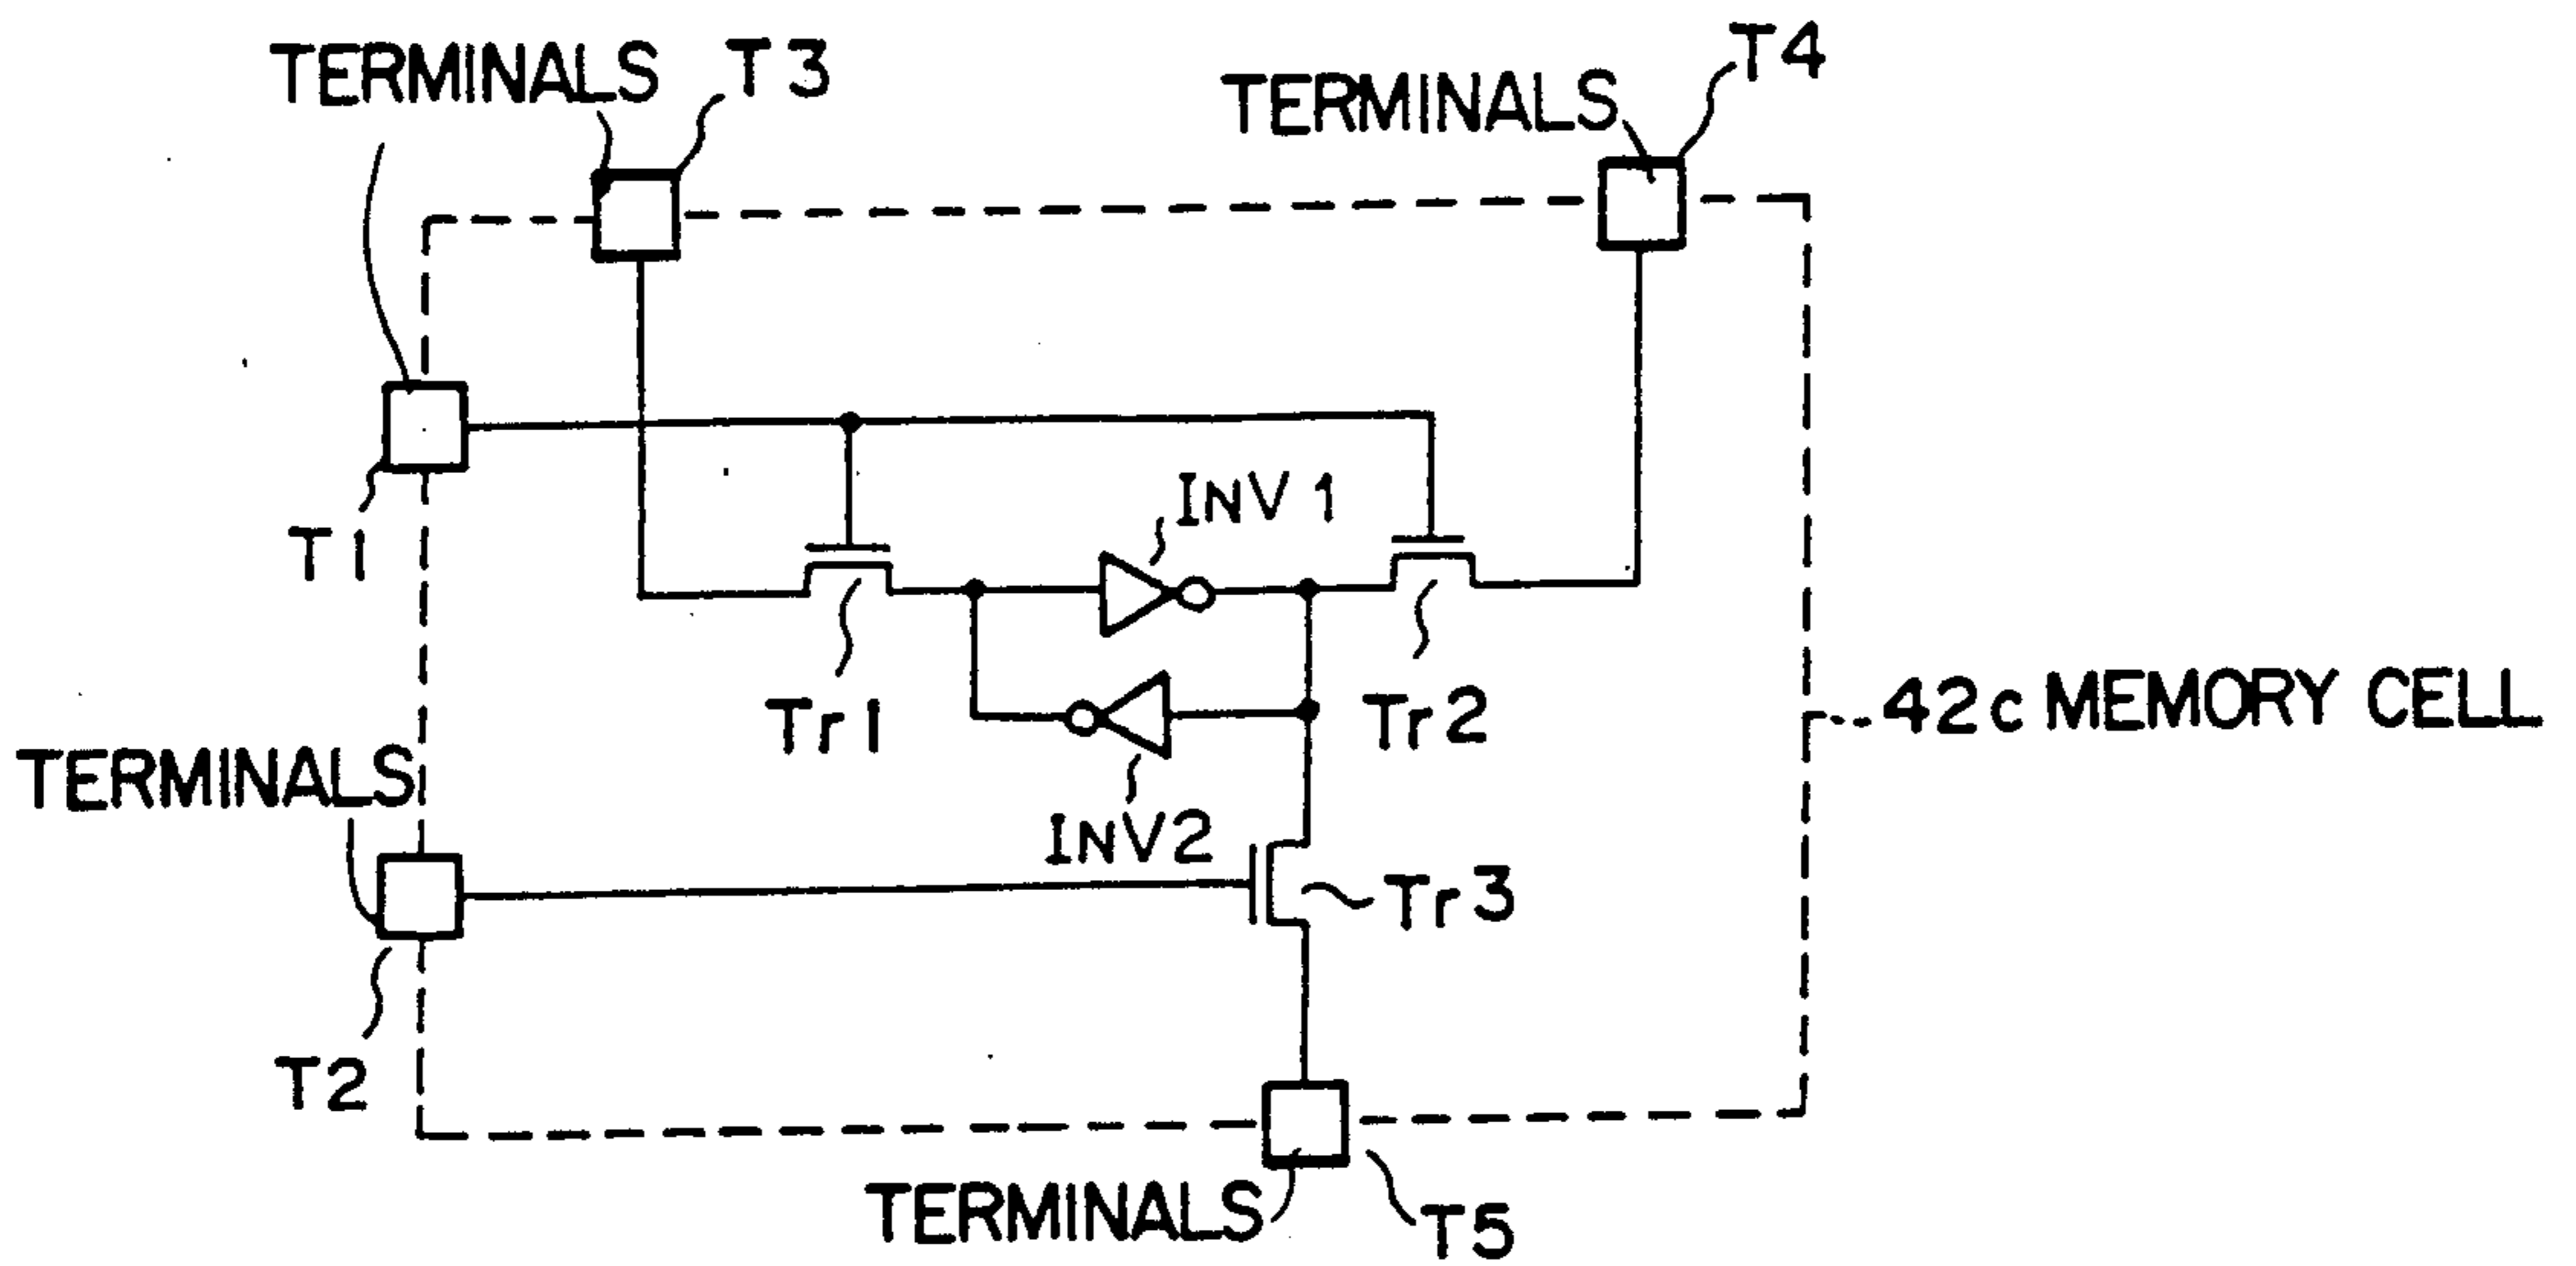 TERMINALS
T3
TERMINALS
T4
T1
INV 1
Tr1
Tr2
42c MEMORY CELL
TERMINALS
INV2
Tr3
T2
TERMINALS
T5